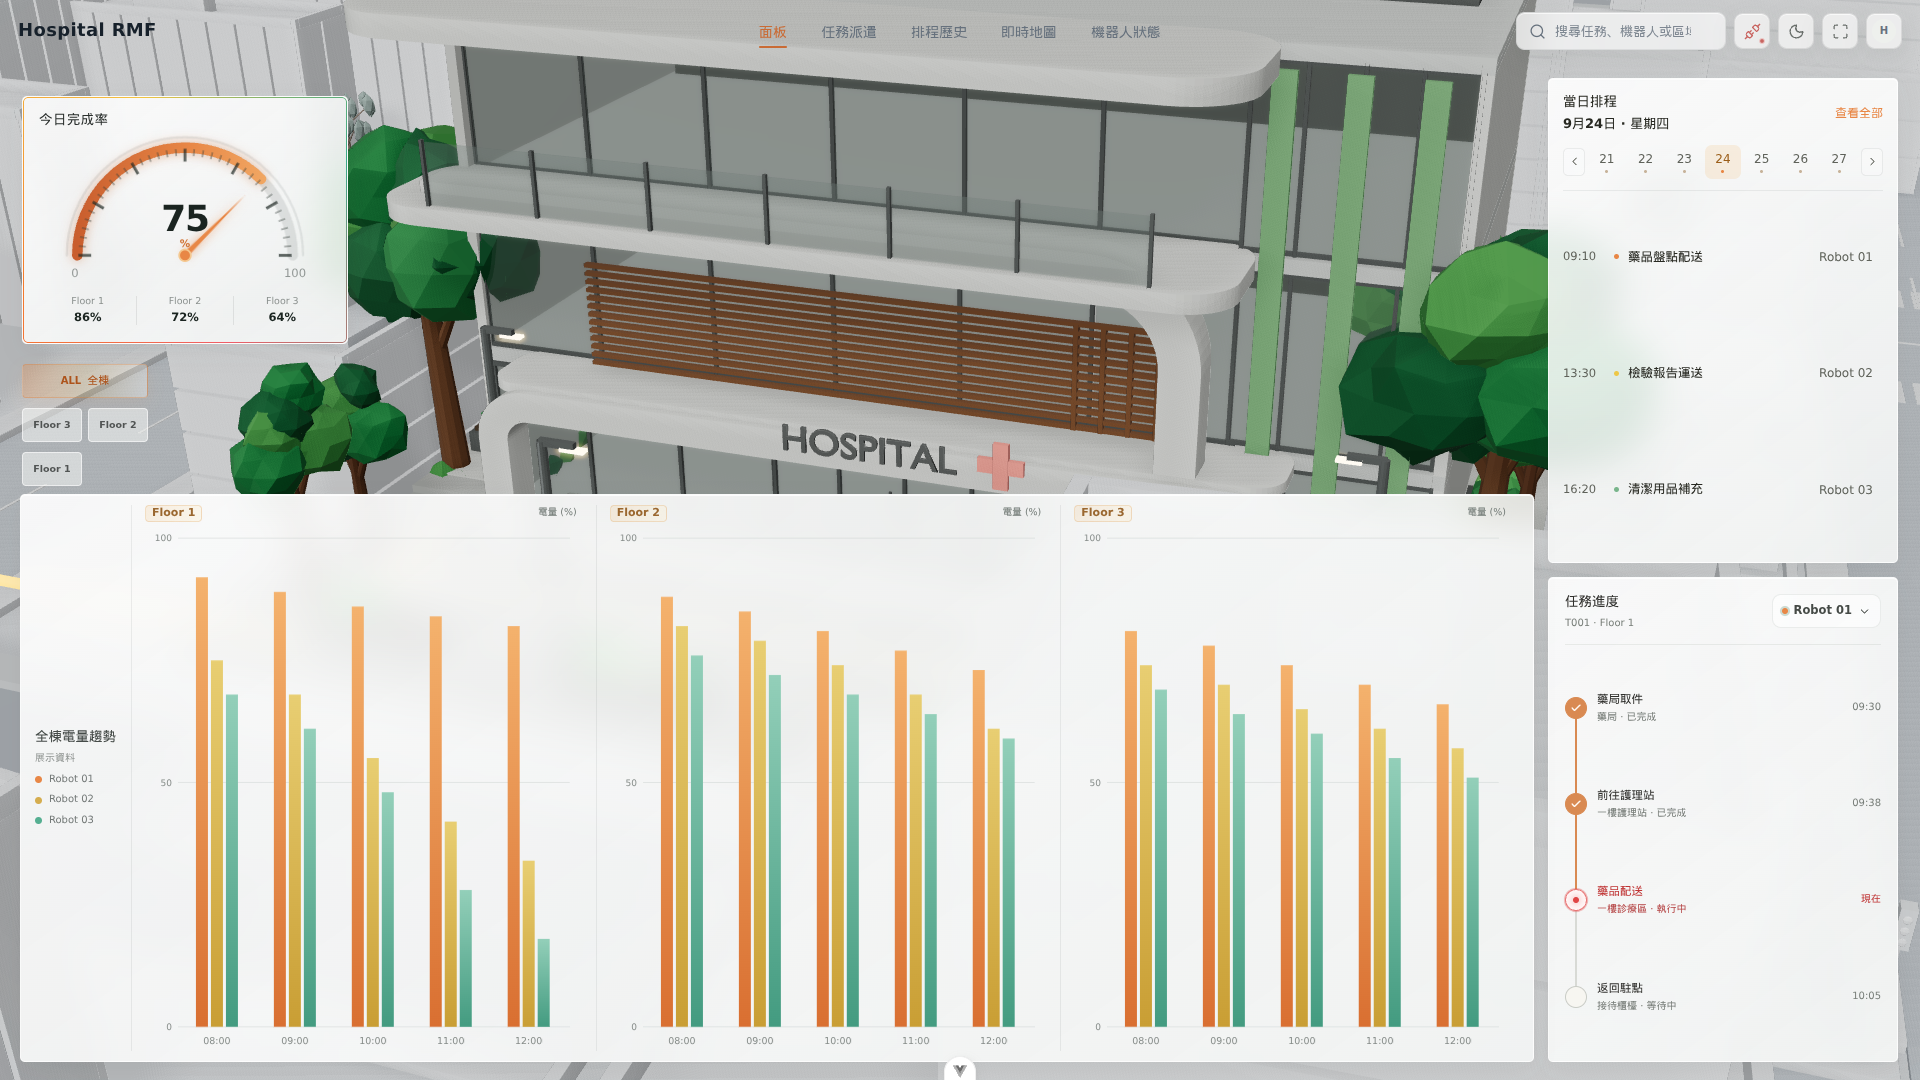 Hospital RMF
面板
任務派遣
排程歷史
即時地圖
機器人狀態
搜尋任務、機器人或區
H
今日完成率
75
%
0
100
Floor 1
Floor 2
Floor 3
86%
72%
64%
ALL 全棟
Floor 3
Floor 2
Floor 1
HOSPITAL
當日排程
9月24日・星期四
查看全部
21
22
23
24
25
26
27
09:10
藥品盤點配送
Robot 01
13:30
檢驗報告運送
Robot 02
16:20
清潔用品補充
Robot 03
全棟電量趨勢
展示資料
Robot 01
Robot 02
Robot 03
Floor 1
電量 (%)
100
50
0
08:00
09:00
10:00
11:00
12:00
Floor 2
電量 (%)
100
50
0
08:00
09:00
10:00
11:00
12:00
Floor 3
電量 (%)
100
50
0
08:00
09:00
10:00
11:00
12:00
任務進度
T001 · Floor 1
Robot 01
藥局取件
藥局 · 已完成
09:30
前往護理站
一樓護理站 · 已完成
09:38
藥品配送
一樓診療區 · 執行中
現在
返回駐點
接待櫃檯 · 等待中
10:05